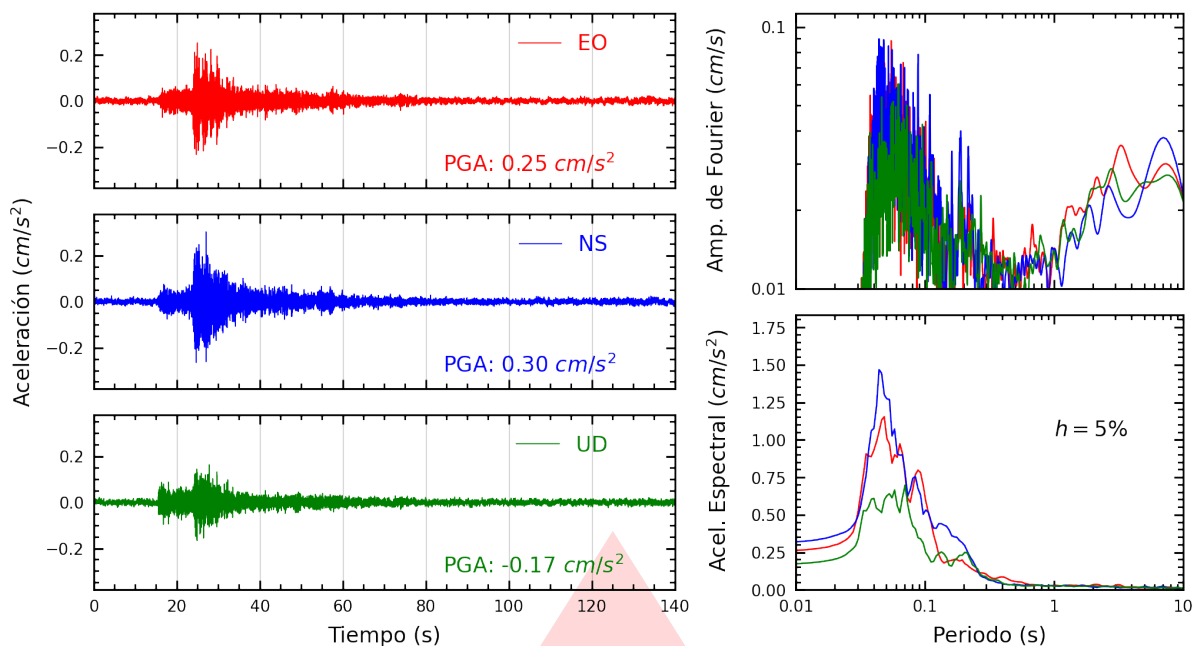 Aceleración (cm/s²)
0.2
0.0
−0.2
EO
PGA: 0.25 cm/s²
0.2
0.0
−0.2
NS
PGA: 0.30 cm/s²
0.2
0.0
−0.2
UD
PGA: -0.17 cm/s²
0 20 40 60 80 100 120 140
Tiempo (s)
Amp. de Fourier (cm/s)
0.1
0.01
Acel. Espectral (cm/s²)
1.75
1.50
1.25
1.00
0.75
0.50
0.25
0.00
h = 5%
0.01 0.1 1 10
Periodo (s)